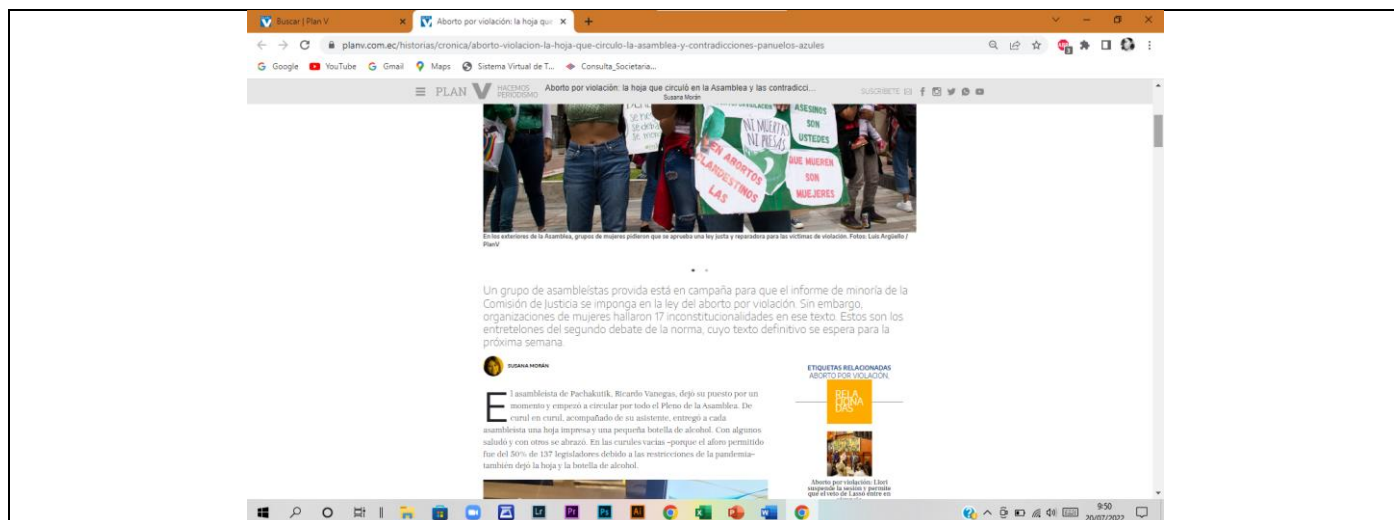 Buscar | Plan V
Aborto por violación: la hoja que
planv.com.ec/historias/cronica/aborto-violacion-la-hoja-que-circulo-la-asamblea-y-contradicciones-panuelos-azules
Google YouTube Gmail Maps Sistema Virtual de T... Consulta_Societaria...
PLAN V HACEMOS PERIODISMO Aborto por violación: la hoja que circuló en la Asamblea y las contradicci... SUSCRÍBETE
Susana Morán
NI MUERTAS
NI PRESAS
ASESINOS
SON
USTEDES
EN ABORTOS
CLANDESTINOS
LAS
QUE MUEREN
SON
MUEJERES
En los exteriores de la Asamblea, grupos de mujeres pidieron que se aprueba una ley justa y reparadora para las víctimas de violación. Fotos: Luis Argüello /
PlanV
Un grupo de asambleístas provida está en campaña para que el informe de minoría de la
Comisión de Justicia se imponga en la ley del aborto por violación. Sin embargo,
organizaciones de mujeres hallaron 17 inconstitucionalidades en ese texto. Estos son los
entretelones del segundo debate de la norma, cuyo texto definitivo se espera para la
próxima semana.
SUSANA MORÁN
El asambleísta de Pachakutik, Ricardo Vanegas, dejó su puesto por un
momento y empezó a circular por todo el Pleno de la Asamblea. De
curul en curul, acompañado de su asistente, entregó a cada
asambleísta una hoja impresa y una pequeña botella de alcohol. Con algunos
saludó y con otros se abrazó. En las curules vacías -porque el aforo permitido
fue del 50% de 137 legisladores debido a las restricciones de la pandemia-
también dejó la hoja y la botella de alcohol.
ETIQUETAS RELACIONADAS
ABORTO POR VIOLACIÓN,
RELA
CIONA
DAS
Aborto por violación: Llori
suspende la sesión y permite
que el veto de Lasso entre en
Lr Pr Ps Ai
9:50
20/07/2022